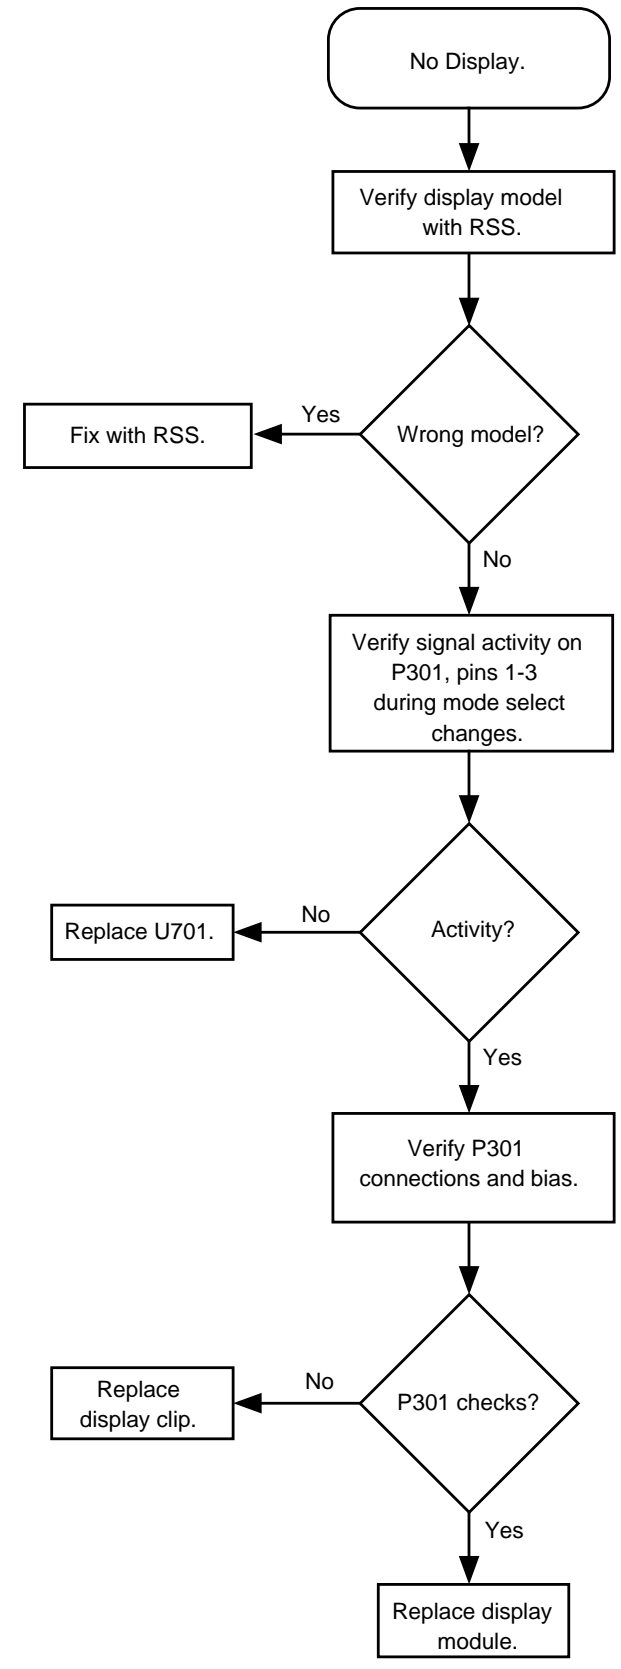 No Display.
Verify display model
with RSS.
Yes
Fix with RSS.
Wrong model?
No
Verify signal activity on
P301, pins 1-3
during mode select
changes.
No
Replace U701.
Activity?
Yes
Verify P301
connections and bias.
No
Replace
display clip.
P301 checks?
Yes
Replace display
module.